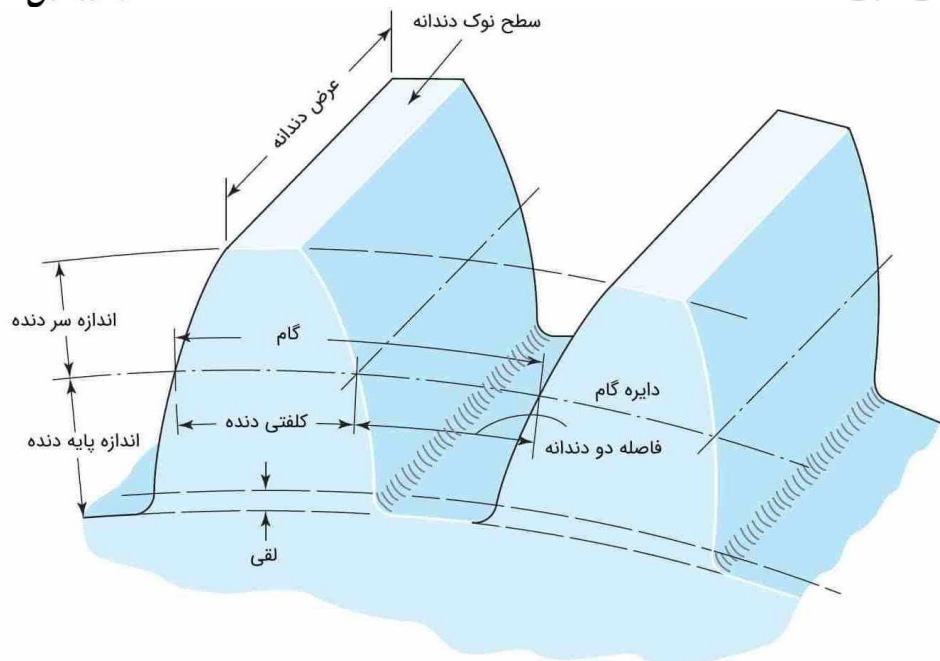 سطح نوک دندانه
عرض دندانه
اندازه سر دنده
گام
دایره گام
کلفتی دنده
فاصله دو دندانه
اندازه پایه دنده
لقی